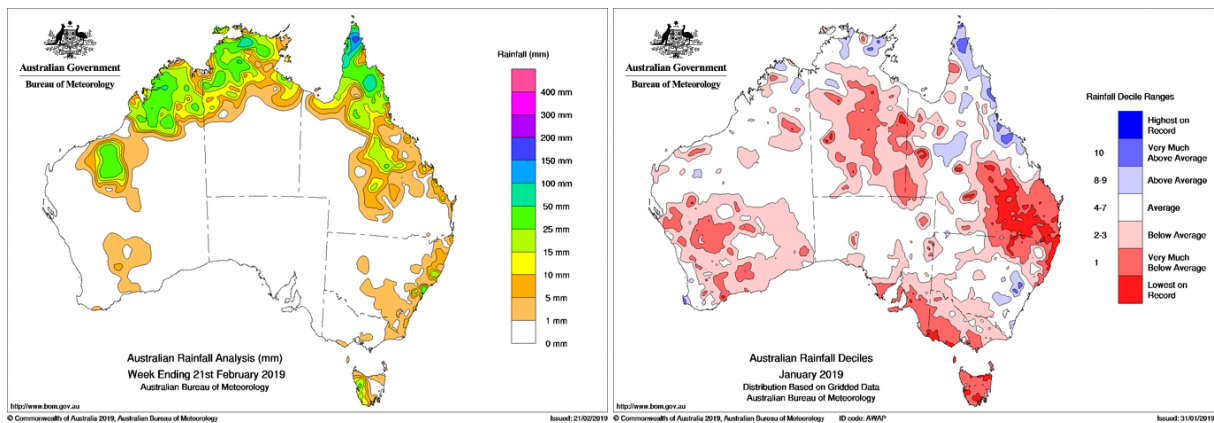 Australian Government
Bureau of Meteorology
Rainfall (mm)
400 mm
300 mm
200 mm
150 mm
100 mm
50 mm
25 mm
15 mm
10 mm
5 mm
1 mm
0 mm
Australian Rainfall Analysis (mm)
Week Ending 21st February 2019
Australian Bureau of Meteorology
http://www.bom.gov.au
© Commonwealth of Australia 2019, Australian Bureau of Meteorology
Issued: 21/02/2019
Australian Government
Bureau of Meteorology
Rainfall Decile Ranges
Highest on
Record
10
Very Much
Above Average
8-9
Above Average
4-7
Average
2-3
Below Average
1
Very Much
Below Average
Lowest on
Record
Australian Rainfall Deciles
January 2019
Distribution Based on Gridded Data
Australian Bureau of Meteorology
http://www.bom.gov.au
© Commonwealth of Australia 2019, Australian Bureau of Meteorology
ID code: AWAP
Issued: 31/01/2019